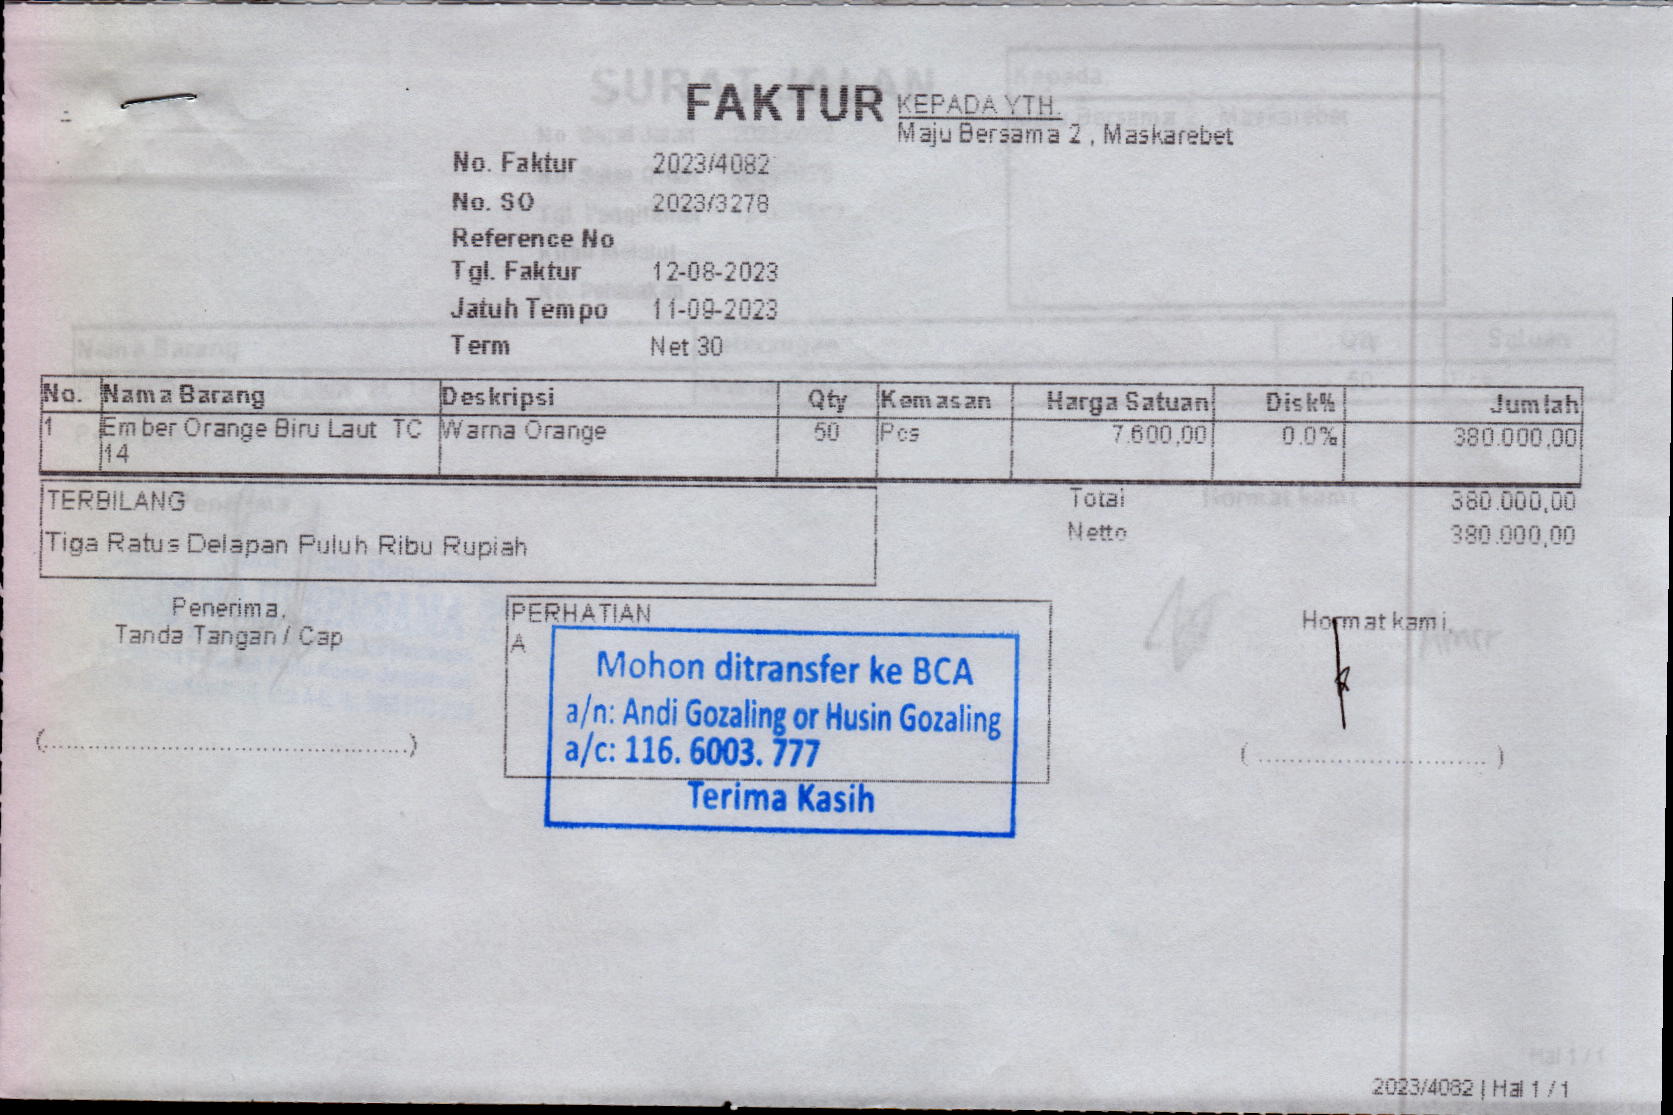 FAKTUR
KEPADA YTH.
Maju Bersama 2 , Maskarebet
No. Faktur 2023/4082
No. SO 2023/3278
Reference No
Tgl. Faktur 12-08-2023
Jatuh Tempo 11-09-2023
Term Net 30
No. Nama Barang Deskripsi Qty Kemasan Harga Satuan Disk% Jumlah
1 Ember Orange Biru Laut TC Warna Orange 50 Pcs 7.600,00 0.0% 380.000,00
14
TERBILANG Total 380.000,00
Tiga Ratus Delapan Puluh Ribu Rupiah Netto 380.000,00
Penerima,
Tanda Tangan / Cap
PERHATIAN
A
Mohon ditransfer ke BCA
a/n: Andi Gozaling or Husin Gozaling
a/c: 116. 6003. 777
Terima Kasih
Hormat kami,
(............................................)
( ............................ )
2023/4082 | Hal 1 / 1